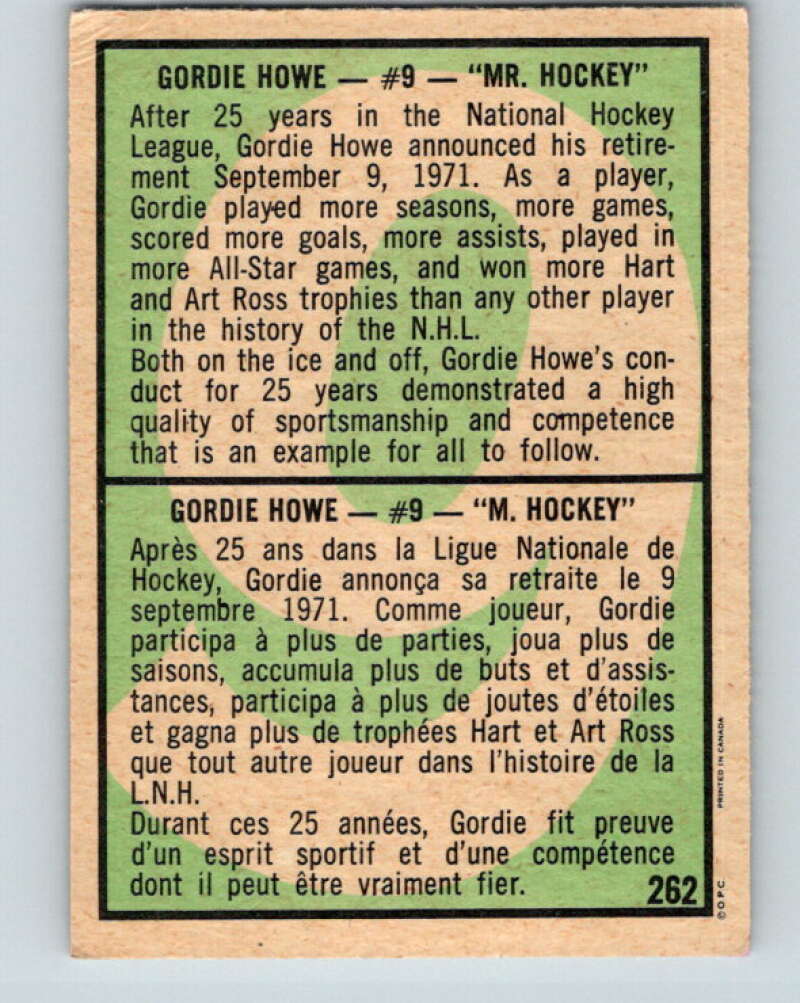 GORDIE HOWE — #9 — “MR. HOCKEY”
After 25 years in the National Hockey
League, Gordie Howe announced his retire-
ment September 9, 1971. As a player,
Gordie played more seasons, more games,
scored more goals, more assists, played in
more All-Star games, and won more Hart
and Art Ross trophies than any other player
in the history of the N.H.L.
Both on the ice and off, Gordie Howe’s con-
duct for 25 years demonstrated a high
quality of sportsmanship and competence
that is an example for all to follow.
GORDIE HOWE — #9 — “M. HOCKEY”
Après 25 ans dans la Ligue Nationale de
Hockey, Gordie annonça sa retraite le 9
septembre 1971. Comme joueur, Gordie
participa à plus de parties, joua plus de
saisons, accumula plus de buts et d’assis-
tances, participa à plus de joutes d’étoiles
et gagna plus de trophées Hart et Art Ross
que tout autre joueur dans l’histoire de la
L.N.H.
Durant ces 25 années, Gordie fit preuve
d’un esprit sportif et d’une compétence
dont il peut être vraiment fier.
262
© O.P.C.
PRINTED IN CANADA